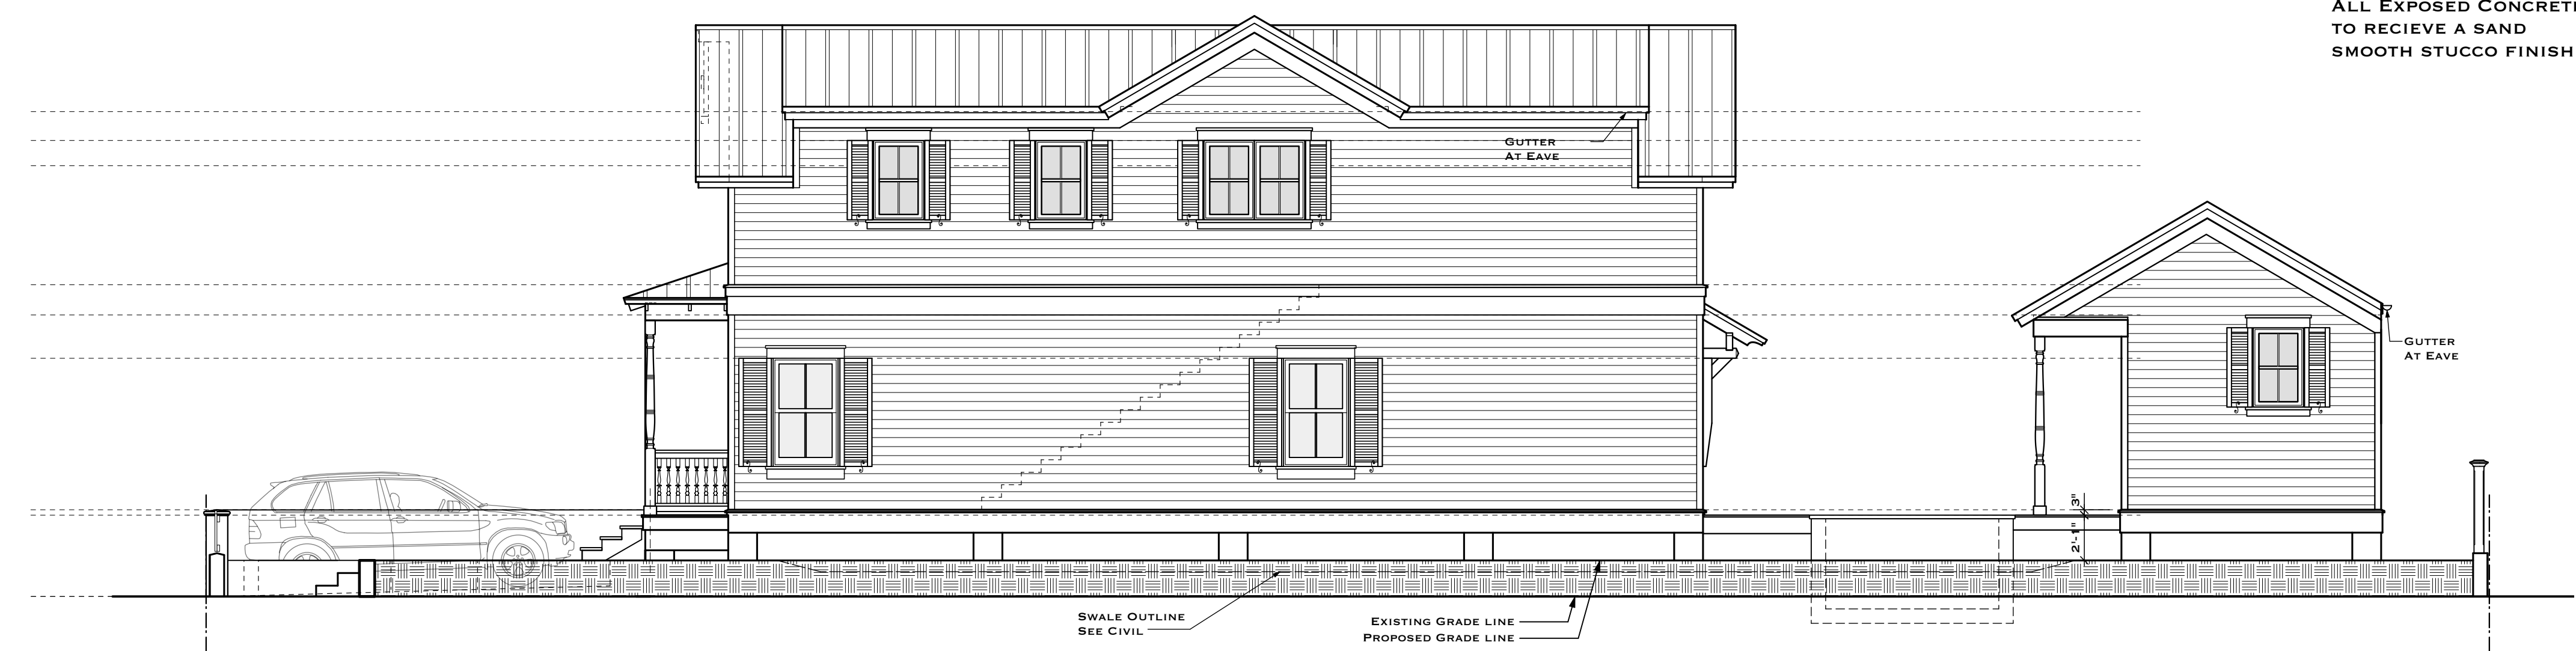 ALL EXPOSED CONCRETE
TO RECIEVE A SAND
SMOOTH STUCCO FINISH
GUTTER
AT EAVE
GUTTER
AT EAVE
3"
2'-1"
SWALE OUTLINE
SEE CIVIL
EXISTING GRADE LINE
PROPOSED GRADE LINE